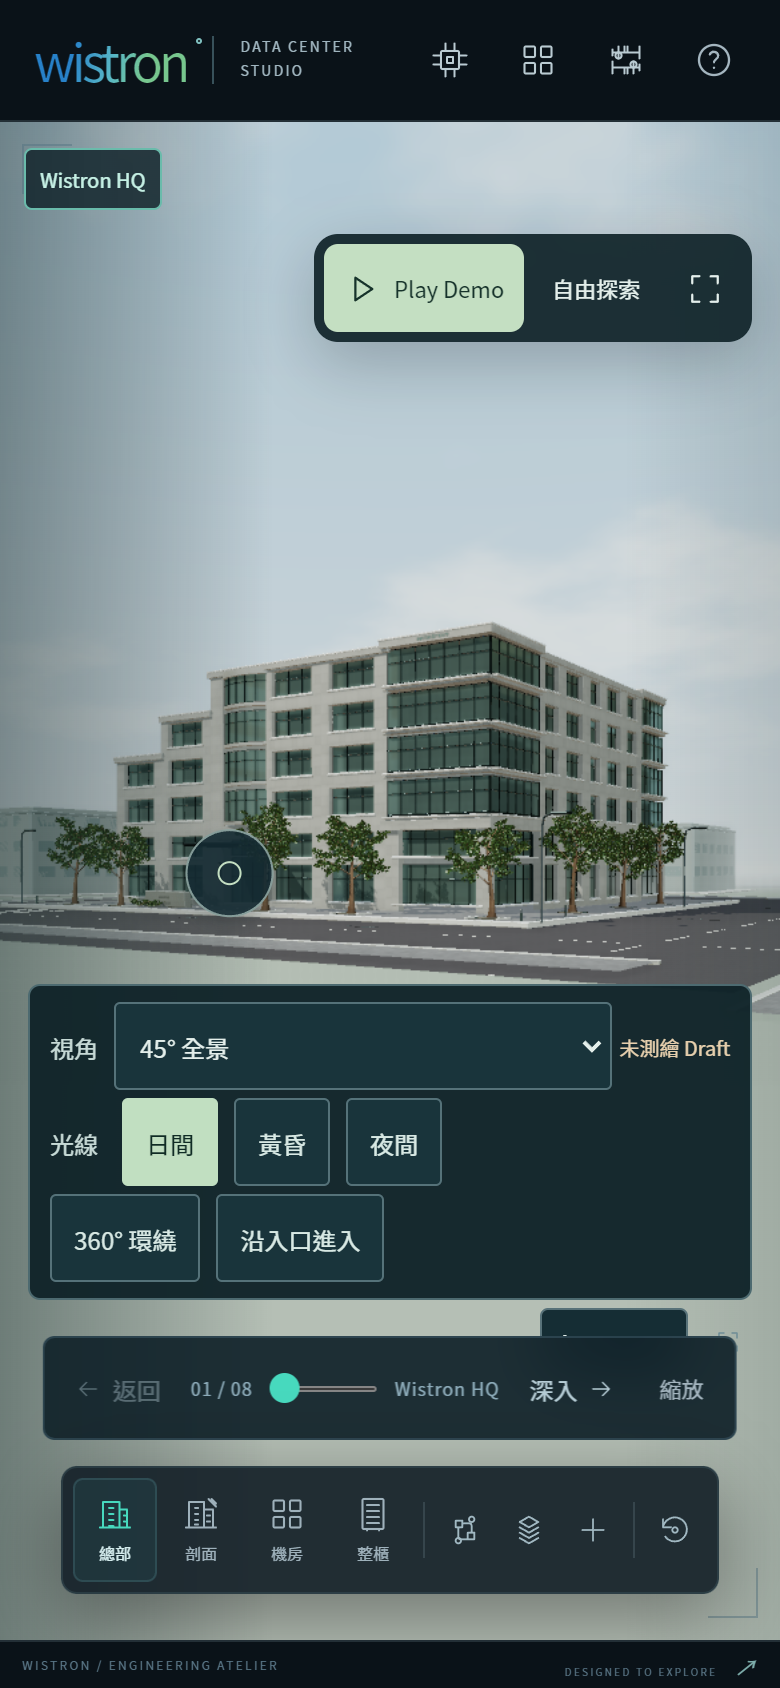 wistron
DATA CENTER
STUDIO
Wistron HQ
Play Demo
自由探索
視角
45° 全景
未測繪 Draft
光線
日間
黃昏
夜間
360° 環繞
沿入口進入
← 返回
01 / 08
Wistron HQ
深入 →
縮放
總部
剖面
機房
整櫃
WISTRON / ENGINEERING ATELIER
DESIGNED TO EXPLORE